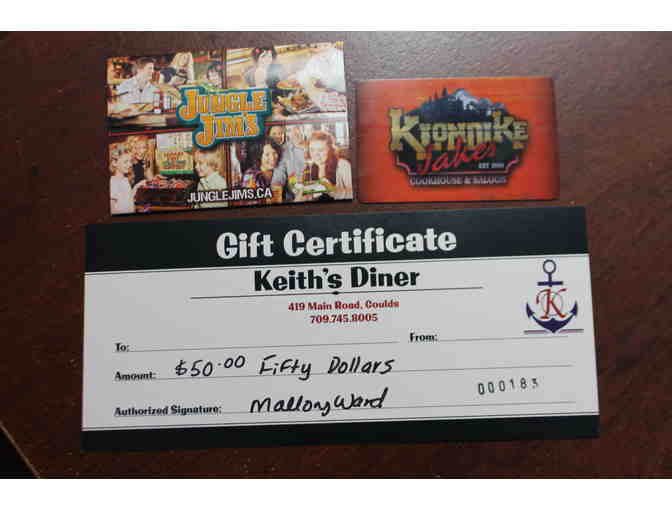 JUNGLE
JIM'S
JUNGLEJIMS.CA
KLONDIKE
Jakes
EST 1986
COOKHOUSE & SALOON
Gift Certificate
Keith's Diner
419 Main Road, Goulds
709.745.8005
K
To:
From:
Amount: $50.00 Fifty Dollars
000183
Authorized Signature: Mallory Ward